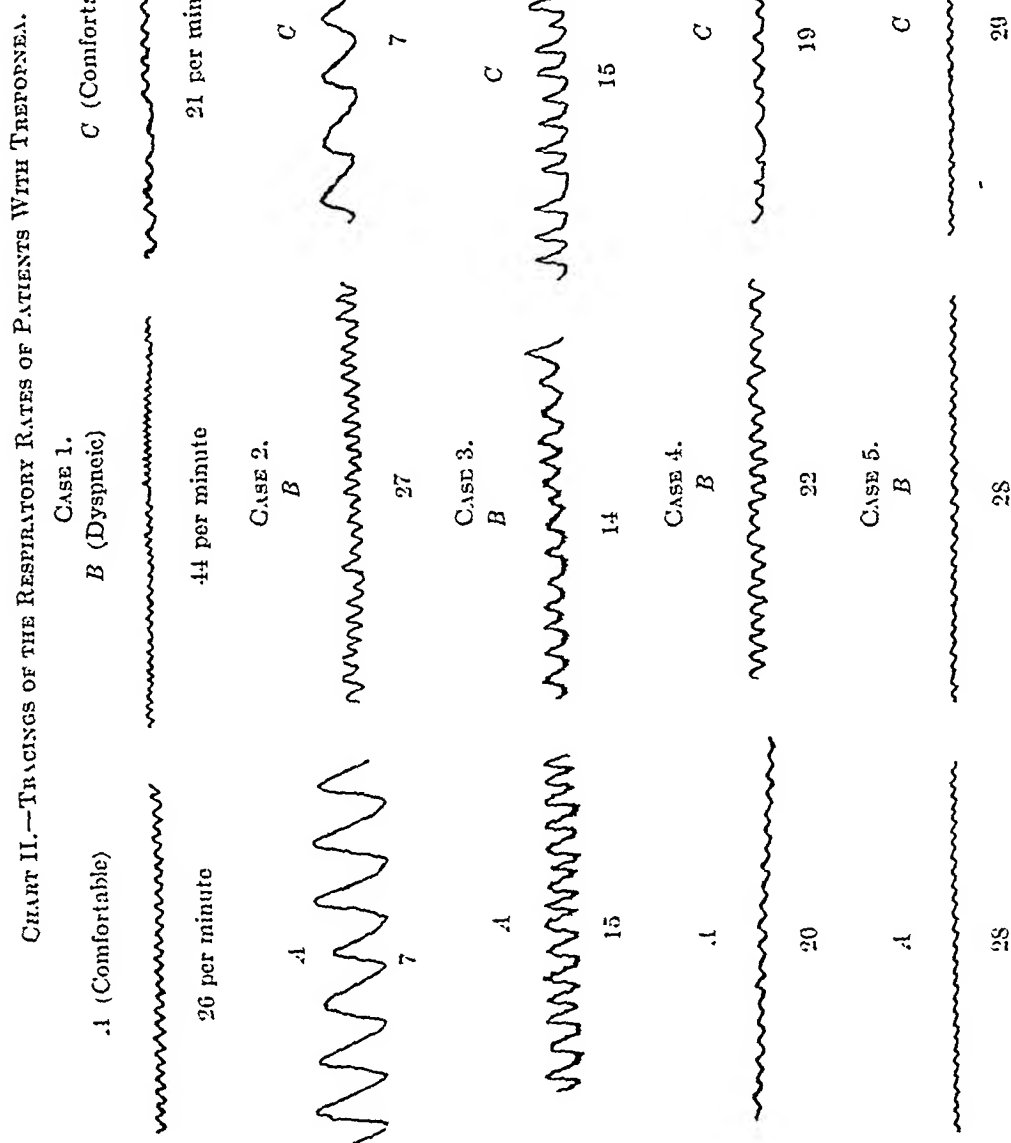 CHART II.—TRACINGS OF THE RESPIRATORY RATES OF PATIENTS WITH TREPOPNEA.
CASE 1.
A (Comfortable) B (Dyspneic) C (Comforta
26 per minute 44 per minute 21 per min
CASE 2.
A B C
7 27 7
CASE 3.
A B C
15 14 15
CASE 4.
A B C
20 22 19
CASE 5.
A B C
28 28 29